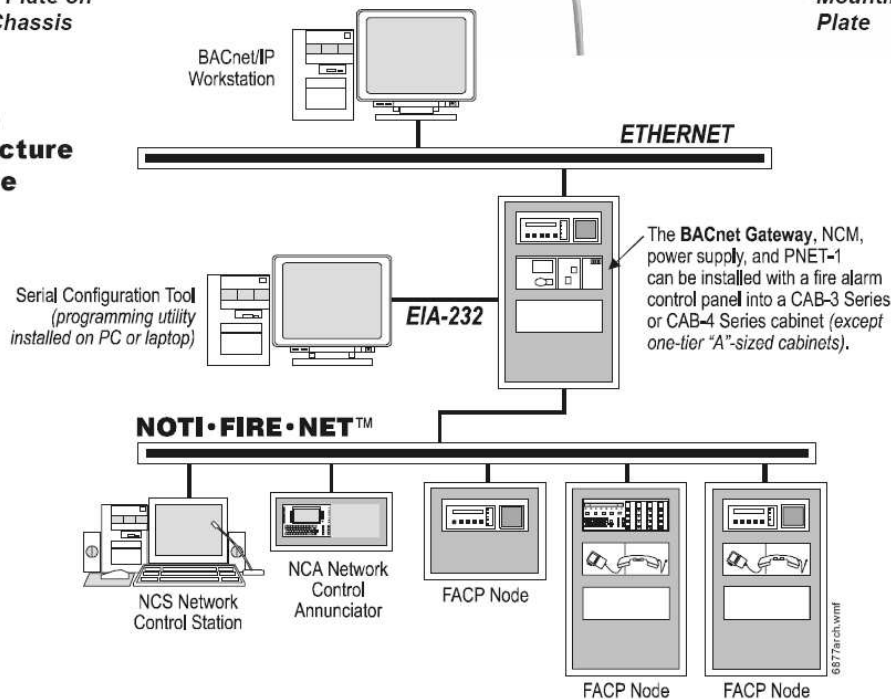 Plate on
Chassis
Mounting
Plate
BACnet/IP
Workstation
cture
e
ETHERNET
The BACnet Gateway, NCM,
power supply, and PNET-1
can be installed with a fire alarm
control panel into a CAB-3 Series
or CAB-4 Series cabinet (except
one-tier "A"-sized cabinets).
Serial Configuration Tool
(programming utility
installed on PC or laptop)
EIA-232
NOTI•FIRE•NET™
NCS Network
Control Station
NCA Network
Control
Annunciator
FACP Node
FACP Node
FACP Node
6877arch.wmf